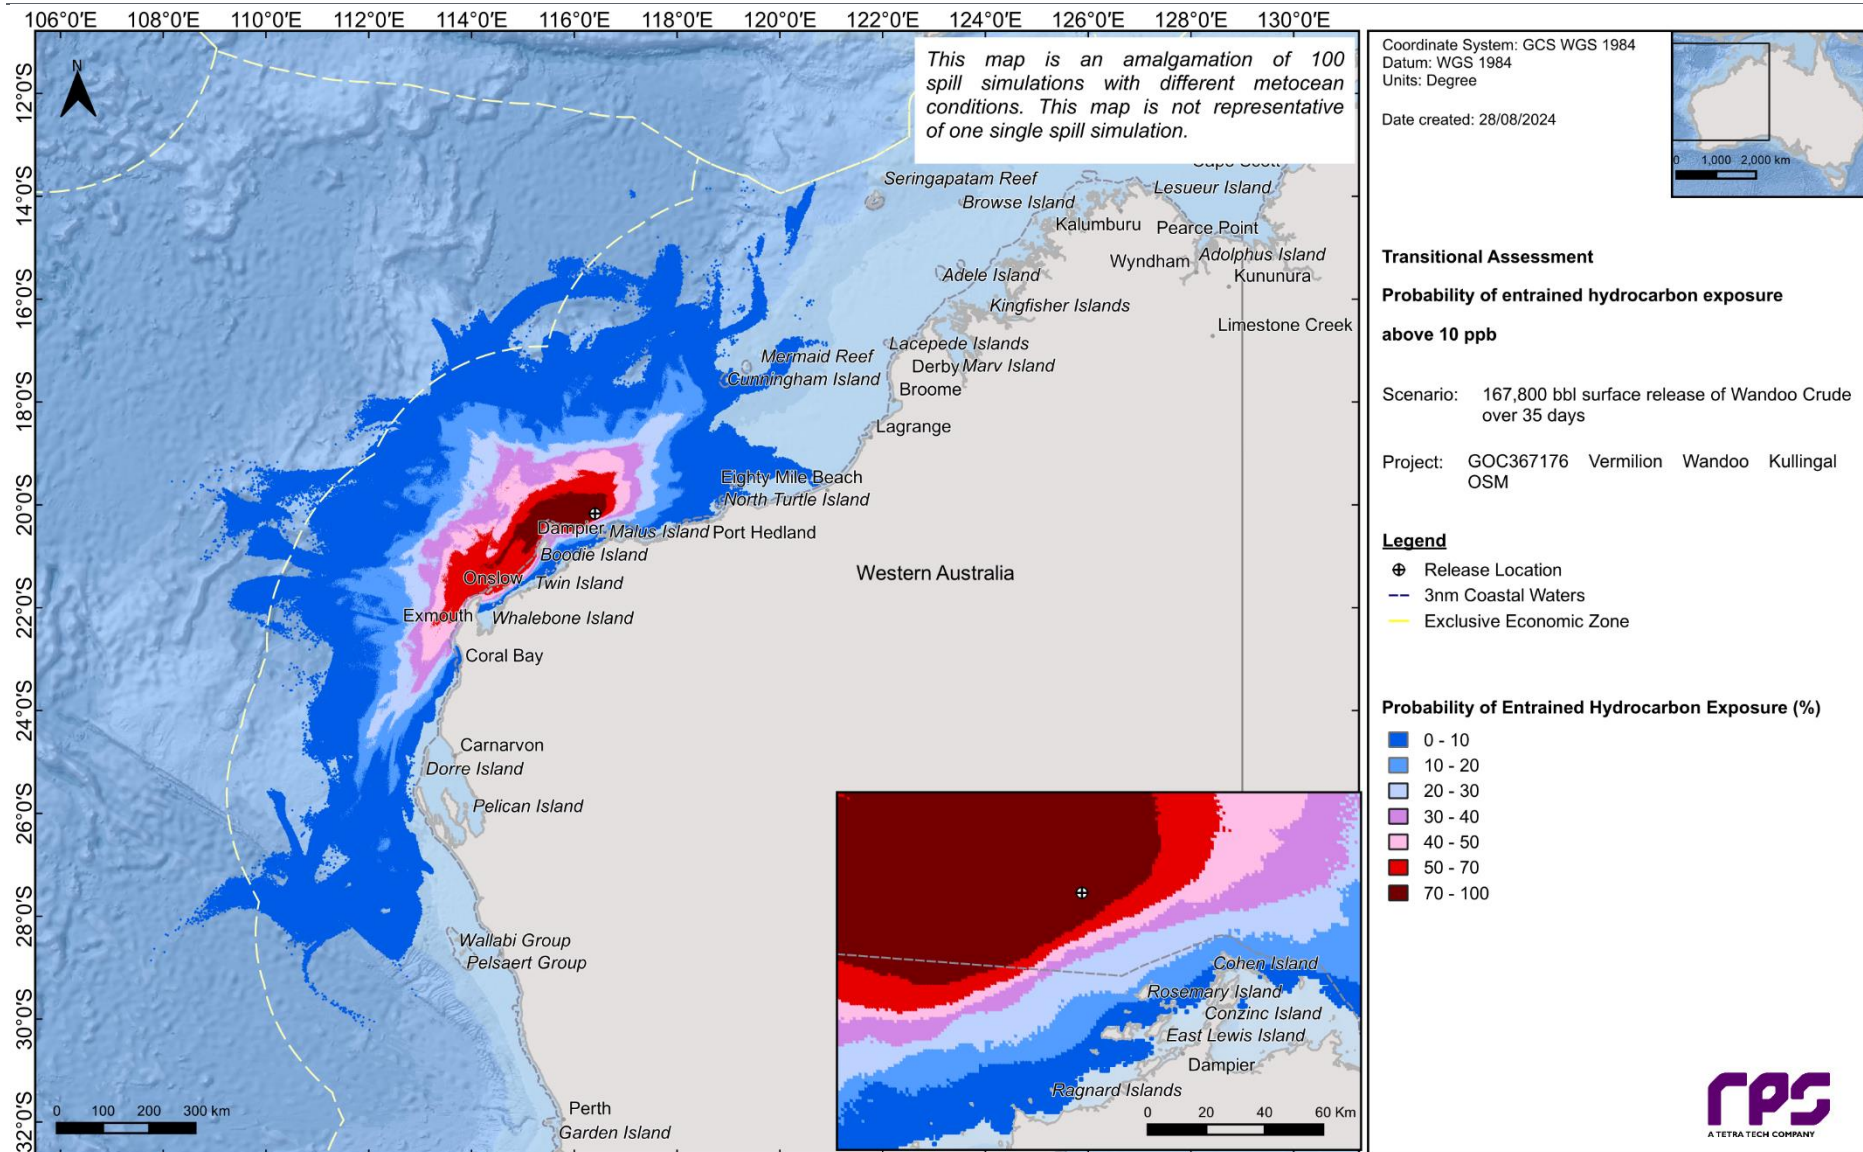 106°0'E 108°0'E 110°0'E 112°0'E 114°0'E 116°0'E 118°0'E 120°0'E 122°0'E 124°0'E 126°0'E 128°0'E 130°0'E
12°0'S
14°0'S
16°0'S
18°0'S
20°0'S
22°0'S
24°0'S
26°0'S
28°0'S
30°0'S
32°0'S
N
This map is an amalgamation of 100
spill simulations with different metocean
conditions. This map is not representative
of one single spill simulation.
Seringapatam Reef
Lesueur Island
Browse Island
Kalumburu
Pearce Point
Wyndham
Adolphus Island
Kununura
Adele Island
Kingfisher Islands
Limestone Creek
Lacepede Islands
Mermaid Reef
Derby
Marv Island
Cunningham Island
Broome
Lagrange
Eighty Mile Beach
North Turtle Island
Dampier
Malus Island
Port Hedland
Boodie Island
Western Australia
Onslow
Twin Island
Exmouth
Whalebone Island
Coral Bay
Carnarvon
Dorre Island
Pelican Island
Wallabi Group
Pelsaert Group
Perth
Garden Island
0 100 200 300 km
Cohen Island
Rosemary Island
Conzinc Island
East Lewis Island
Dampier
Ragnard Islands
0 20 40 60 Km
Coordinate System: GCS WGS 1984
Datum: WGS 1984
Units: Degree
Date created: 28/08/2024
0 1,000 2,000 km
Transitional Assessment
Probability of entrained hydrocarbon exposure
above 10 ppb
Scenario: 167,800 bbl surface release of Wandoo Crude
over 35 days
Project: GOC367176 Vermilion Wandoo Kullingal
OSM
Legend
Release Location
3nm Coastal Waters
Exclusive Economic Zone
Probability of Entrained Hydrocarbon Exposure (%)
0 - 10
10 - 20
20 - 30
30 - 40
40 - 50
50 - 70
70 - 100
rps
A TETRA TECH COMPANY